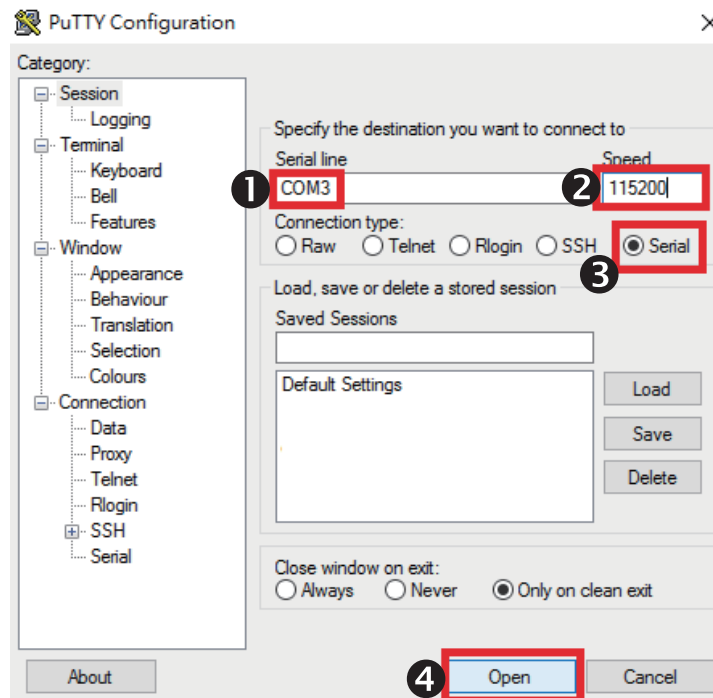 PuTTY Configuration
Category:
Session
Logging
Terminal
Keyboard
Bell
Features
Window
Appearance
Behaviour
Translation
Selection
Colours
Connection
Data
Proxy
Telnet
Rlogin
SSH
Serial
Specify the destination you want to connect to
Serial line Speed
1 COM3 2 115200
Connection type:
Raw Telnet Rlogin SSH Serial
3
Load, save or delete a stored session
Saved Sessions
Default Settings
Load
Save
Delete
Close window on exit:
Always Never Only on clean exit
About 4 Open Cancel